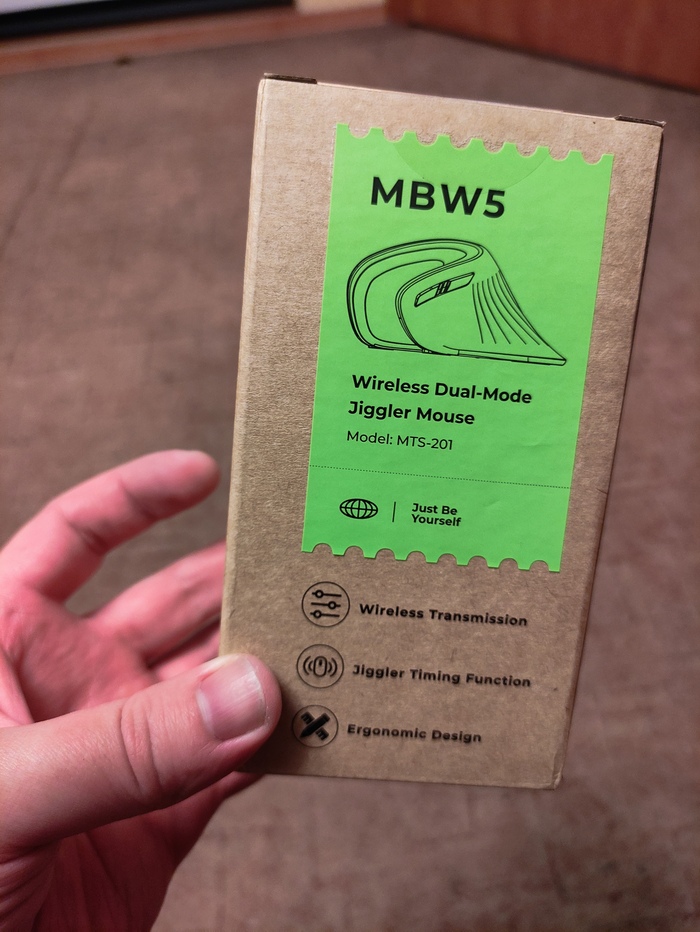 MBW5
Wireless Dual-Mode
Jiggler Mouse
Model: MTS-201
Just Be
Yourself
Wireless Transmission
Jiggler Timing Function
Ergonomic Design